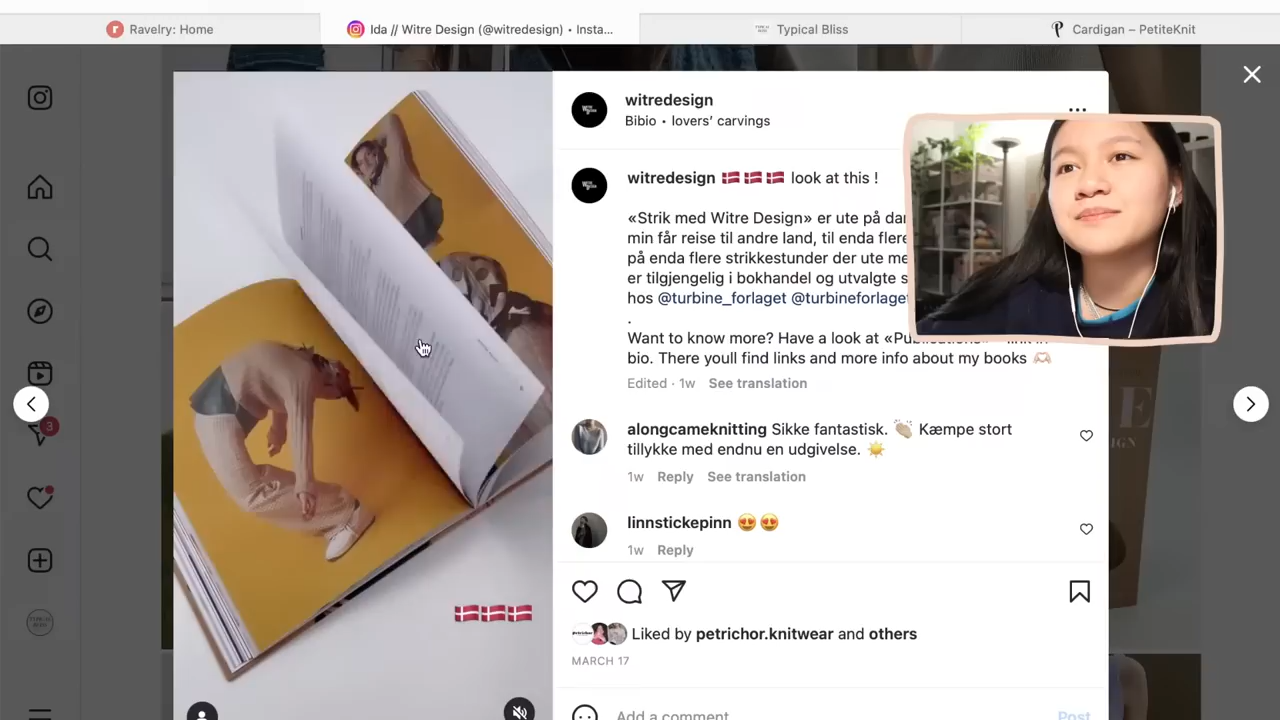 Ravelry: Home
Ida // Witre Design (@witredesign) • Insta...
Typical Bliss
Cardigan – PetiteKnit
witredesign
Bibio • lovers’ carvings
witredesign 🇩🇰🇩🇰🇩🇰 look at this !
«Strik med Witre Design» er ute på
min får reise til andre land, til enda flere
på enda flere strikkestunder der ute
er tilgjengelig i bokhandel og utvalgte
hos @turbine_forlaget
.
Want to know more? Have a look at
bio. There youll find links and more info about my books 🫶🏻
Edited · 1w See translation
alongcameknitting Sikke fantastisk. 👏🏼 Kæmpe stort
tillykke med endnu en udgivelse. ☀️
1w Reply See translation
linnstickepinn 😍😍
1w Reply
3
🇩🇰🇩🇰🇩🇰
Liked by petrichor.knitwear and others
MARCH 17
Add a comment
Post